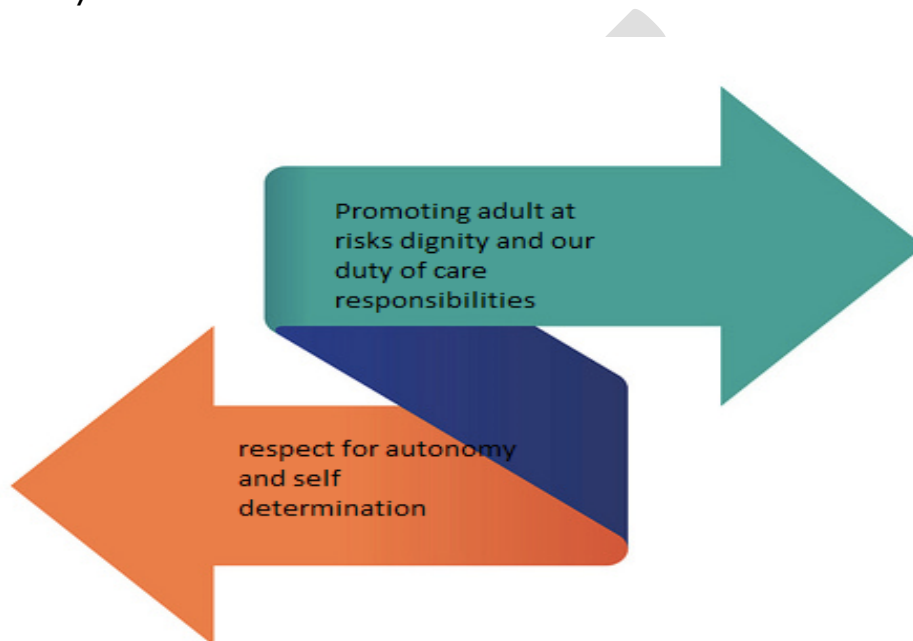 Promoting adult at
risks dignity and our
duty of care
responsibilities
respect for autonomy
and self
determination